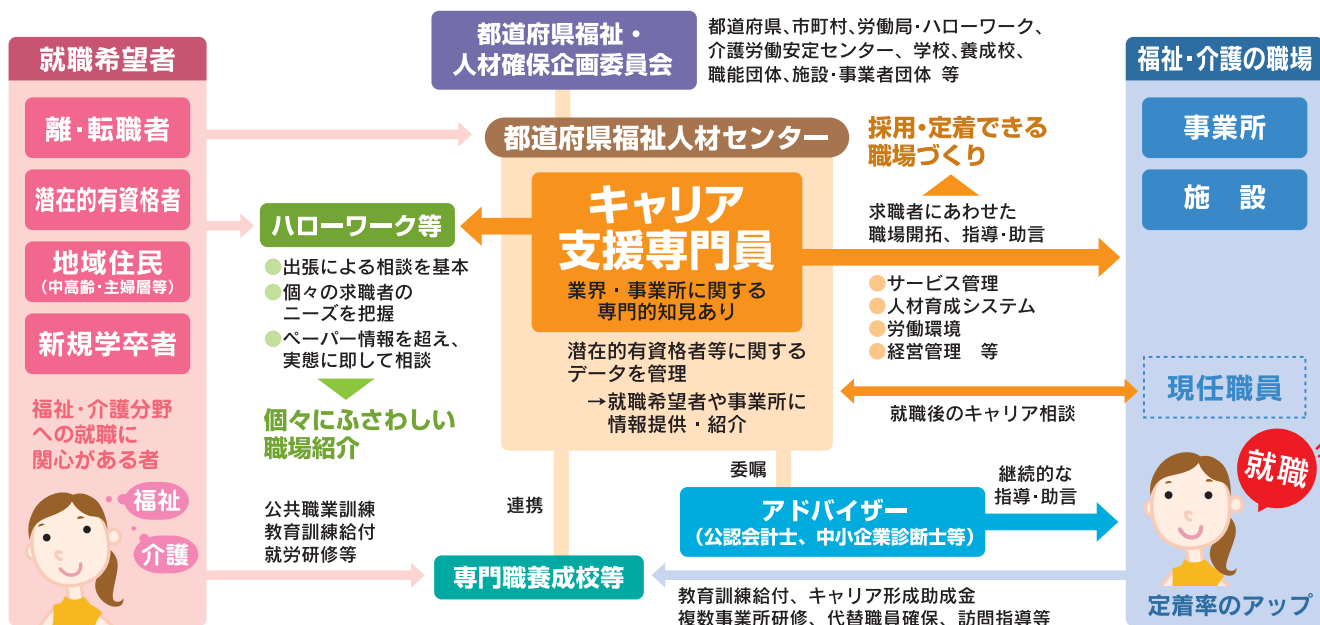 就職希望者
離・転職者
潜在的有資格者
地域住民
（中高齢・主婦層等）
新規学卒者
福祉・介護分野
への就職に
関心がある者
福祉
介護
都道府県福祉・
人材確保企画委員会
都道府県、市町村、労働局・ハローワーク、
介護労働安定センター、学校、養成校、
職能団体、施設・事業者団体 等
都道府県福祉人材センター
キャリア
支援専門員
業界・事業所に関する
専門的知見あり
潜在的有資格者等に関する
データを管理
→就職希望者や事業所に
情報提供・紹介
ハローワーク等
●出張による相談を基本
●個々の求職者の
ニーズを把握
●ペーパー情報を超え、
実態に即して相談
個々にふさわしい
職場紹介
公共職業訓練
教育訓練給付
就労研修等
連携
専門職養成校等
採用・定着できる
職場づくり
求職者にあわせた
職場開拓、指導・助言
●サービス管理
●人材育成システム
●労働環境
●経営管理 等
就職後のキャリア相談
委嘱
アドバイザー
（公認会計士、中小企業診断士等）
継続的な
指導・助言
教育訓練給付、キャリア形成助成金
複数事業所研修、代替職員確保、訪問指導等
福祉・介護の職場
事業所
施 設
現任職員
就職
定着率のアップ